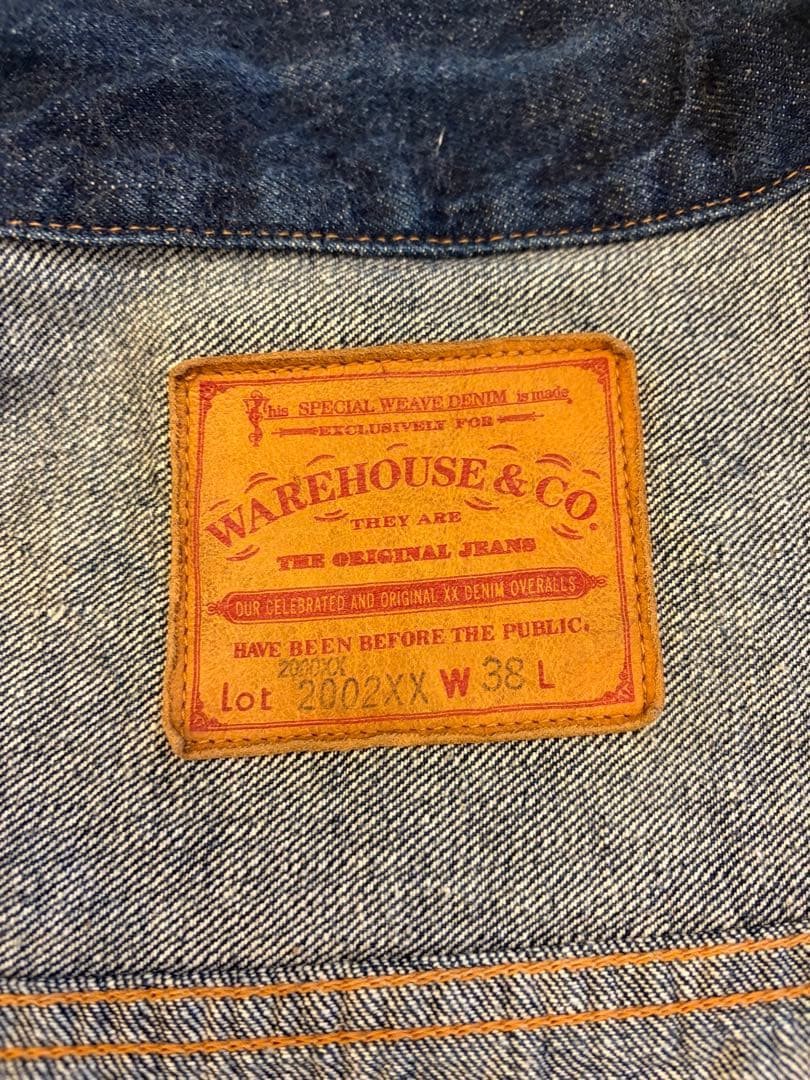 This SPECIAL WEAVE DENIM is made
EXCLUSIVELY FOR
WAREHOUSE & CO.
THEY ARE
THE ORIGINAL JEANS
OUR CELEBRATED AND ORIGINAL XX DENIM OVERALLS
HAVE BEEN BEFORE THE PUBLIC.
2000XX
Lot 2002XX W 38 L